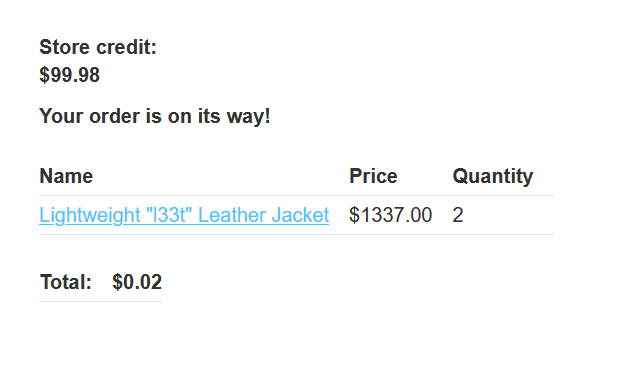 Store credit:
$99.98
Your order is on its way!
Name Price Quantity
Lightweight "l33t" Leather Jacket $1337.00 2
Total: $0.02